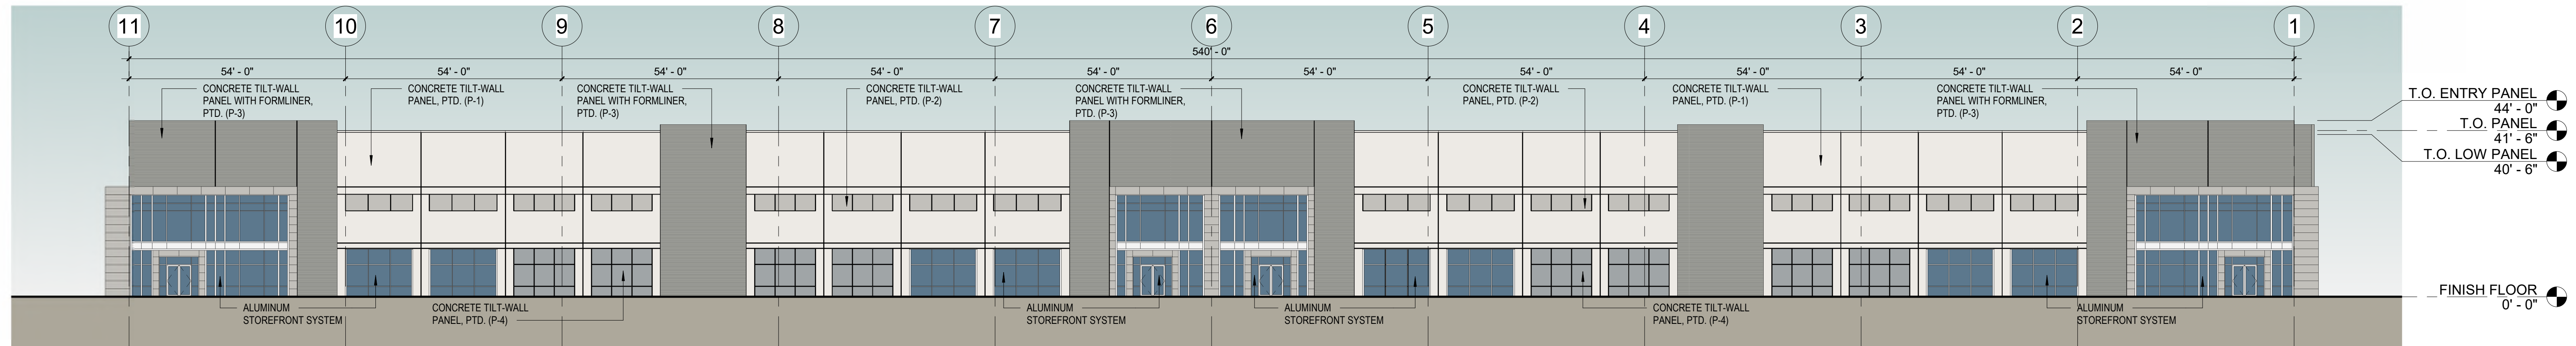 11
10
9
8
7
6
5
4
3
2
1
540' - 0"
54' - 0"
54' - 0"
54' - 0"
54' - 0"
54' - 0"
54' - 0"
54' - 0"
54' - 0"
54' - 0"
54' - 0"
CONCRETE TILT-WALL
PANEL WITH FORMLINER,
PTD. (P-3)
CONCRETE TILT-WALL
PANEL, PTD. (P-1)
CONCRETE TILT-WALL
PANEL WITH FORMLINER,
PTD. (P-3)
CONCRETE TILT-WALL
PANEL, PTD. (P-2)
CONCRETE TILT-WALL
PANEL WITH FORMLINER,
PTD. (P-3)
CONCRETE TILT-WALL
PANEL, PTD. (P-2)
CONCRETE TILT-WALL
PANEL, PTD. (P-1)
CONCRETE TILT-WALL
PANEL WITH FORMLINER,
PTD. (P-3)
T.O. ENTRY PANEL
44' - 0"
T.O. PANEL
41' - 6"
T.O. LOW PANEL
40' - 6"
FINISH FLOOR
0' - 0"
ALUMINUM
STOREFRONT SYSTEM
CONCRETE TILT-WALL
PANEL, PTD. (P-4)
ALUMINUM
STOREFRONT SYSTEM
ALUMINUM
STOREFRONT SYSTEM
CONCRETE TILT-WALL
PANEL, PTD. (P-4)
ALUMINUM
STOREFRONT SYSTEM